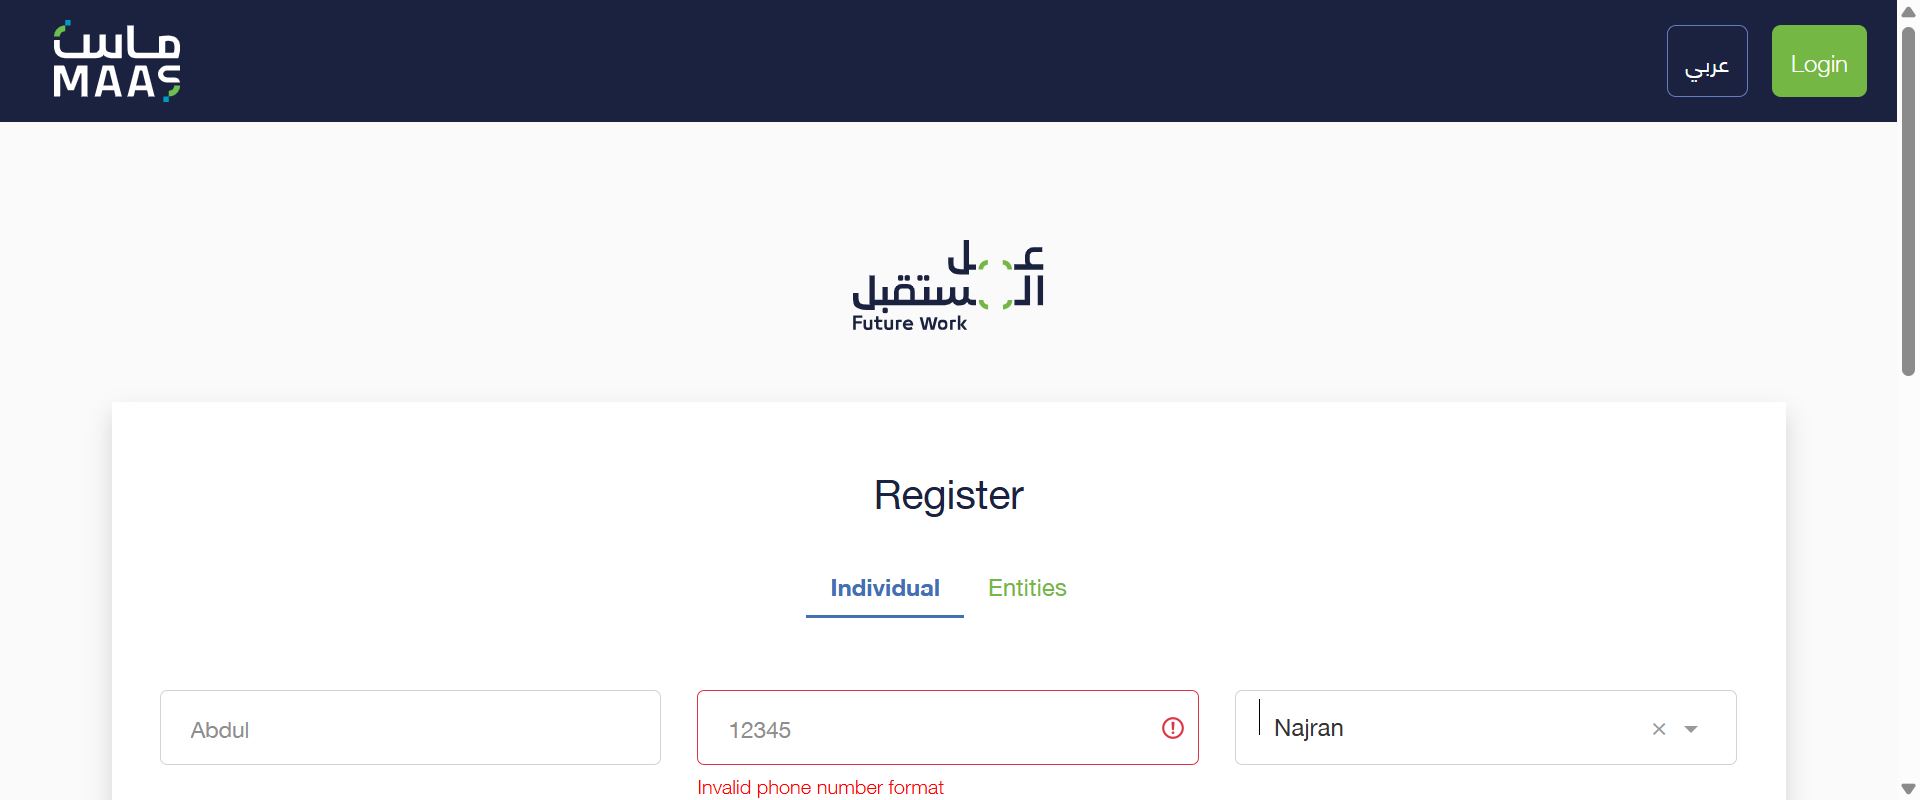 ماس
MAAS
عربي
Login
عمل
المستقبل
Future Work
Register
Individual
Entities
Abdul
12345
Najran
Invalid phone number format